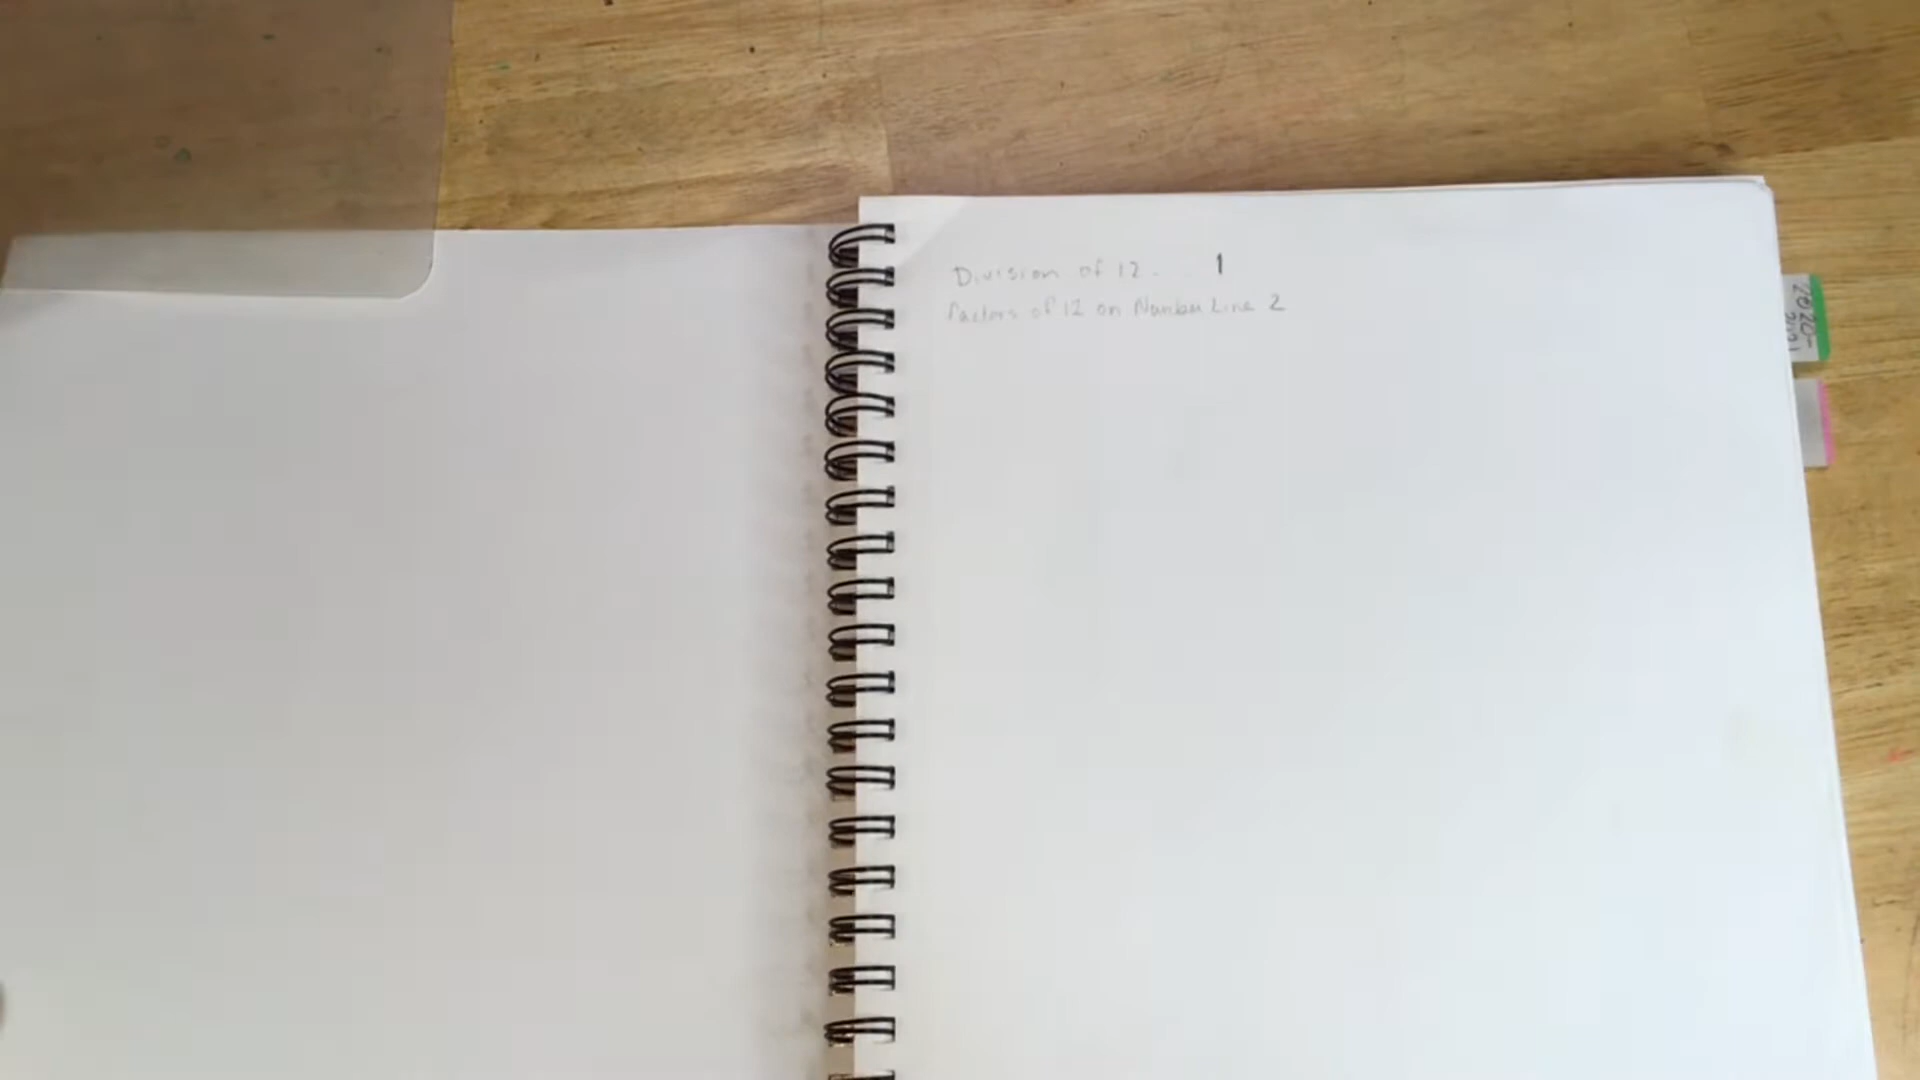 Division of 12 . . . 1
Factors of 12 on Number Line 2
2020-
2021